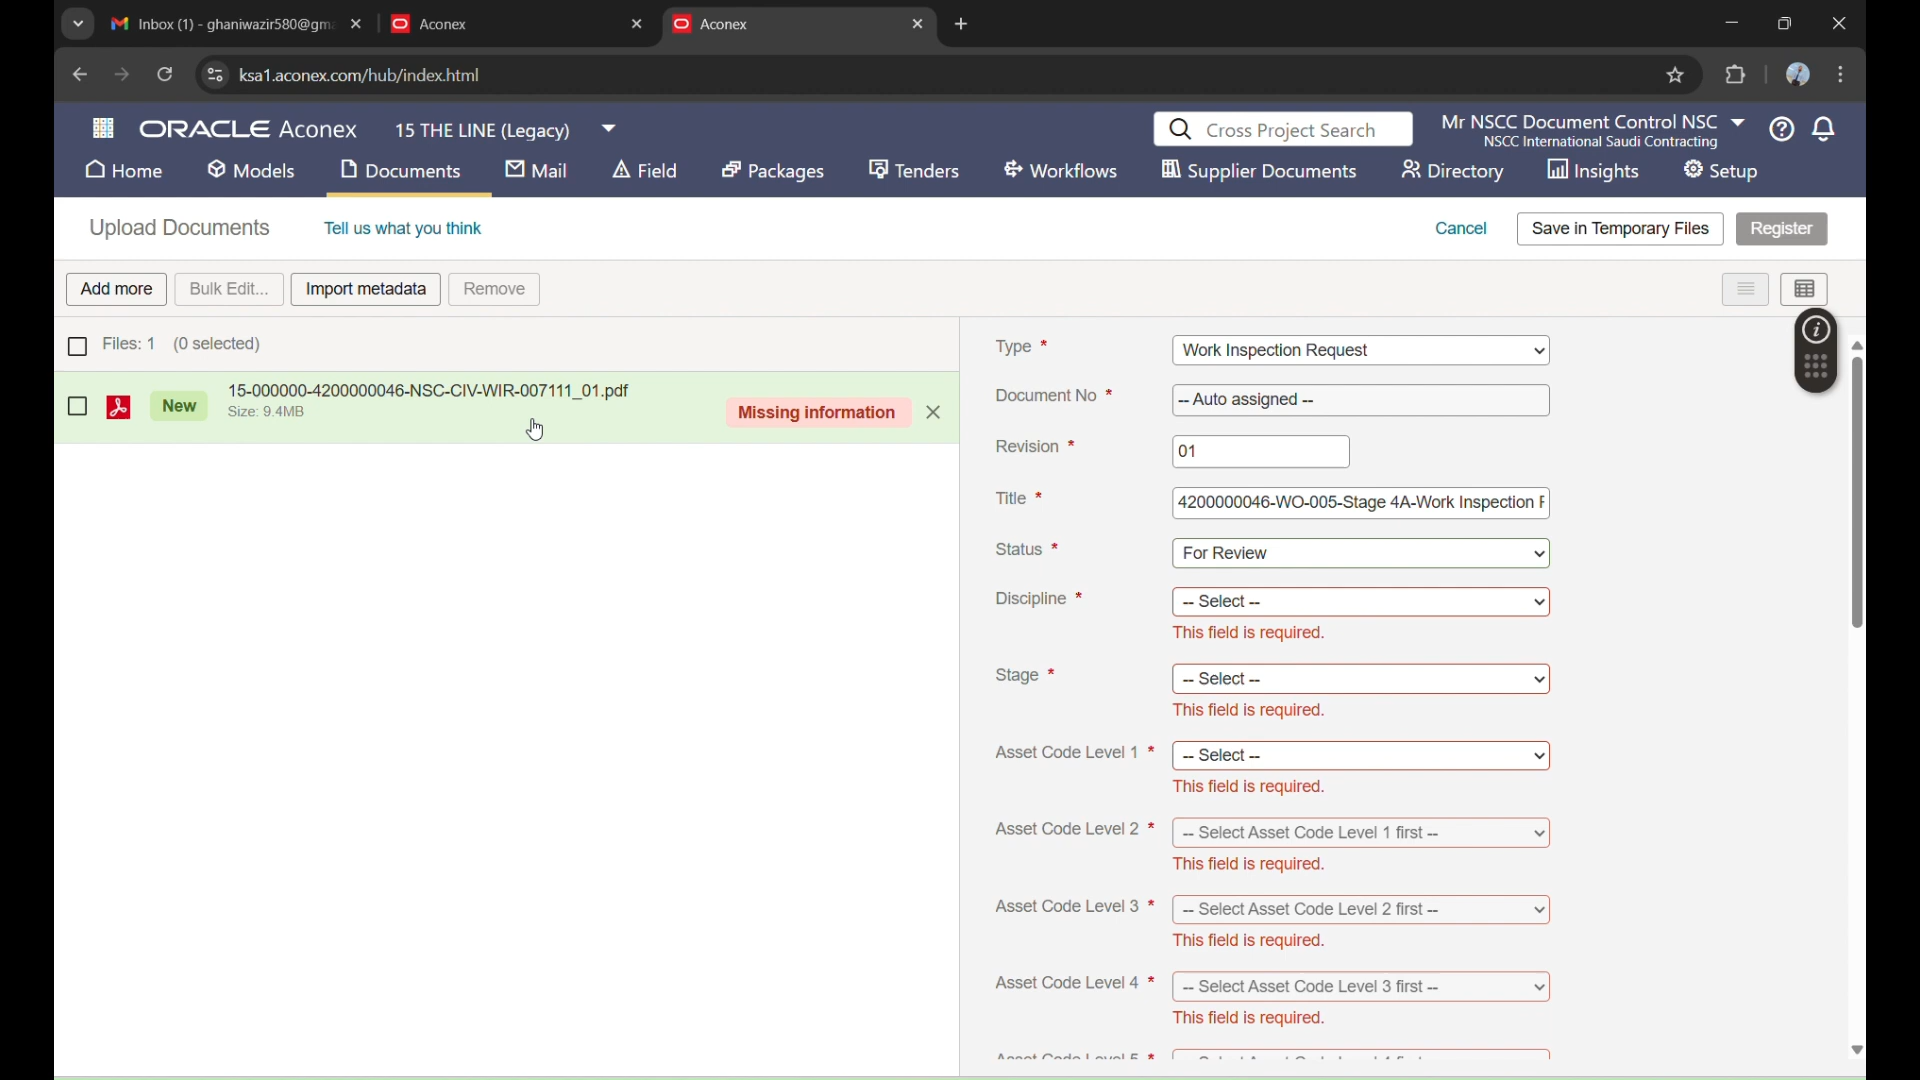 Inbox (1) - ghaniwazir580@gm
Aconex
Aconex
ksa1.aconex.com/hub/index.html
ORACLE Aconex
15 THE LINE (Legacy)
Cross Project Search
Mr NSCC Document Control NSC
NSCC International Saudi Contracting
Home
Models
Documents
Mail
Field
Packages
Tenders
Workflows
Supplier Documents
Directory
Insights
Setup
Upload Documents
Tell us what you think
Cancel
Save in Temporary Files
Register
Add more
Bulk Edit...
Import metadata
Remove
Files: 1 (0 selected)
New
15-000000-4200000046-NSC-CIV-WIR-007111_01.pdf
Size: 9.4MB
Missing information
Type *
Work Inspection Request
Document No *
-- Auto assigned --
Revision *
01
Title *
4200000046-WO-005-Stage 4A-Work Inspection
Status *
For Review
Discipline *
-- Select --
This field is required.
Stage *
-- Select --
This field is required.
Asset Code Level 1 *
-- Select --
This field is required.
Asset Code Level 2 *
-- Select Asset Code Level 1 first --
This field is required.
Asset Code Level 3 *
-- Select Asset Code Level 2 first --
This field is required.
Asset Code Level 4 *
-- Select Asset Code Level 3 first --
This field is required.